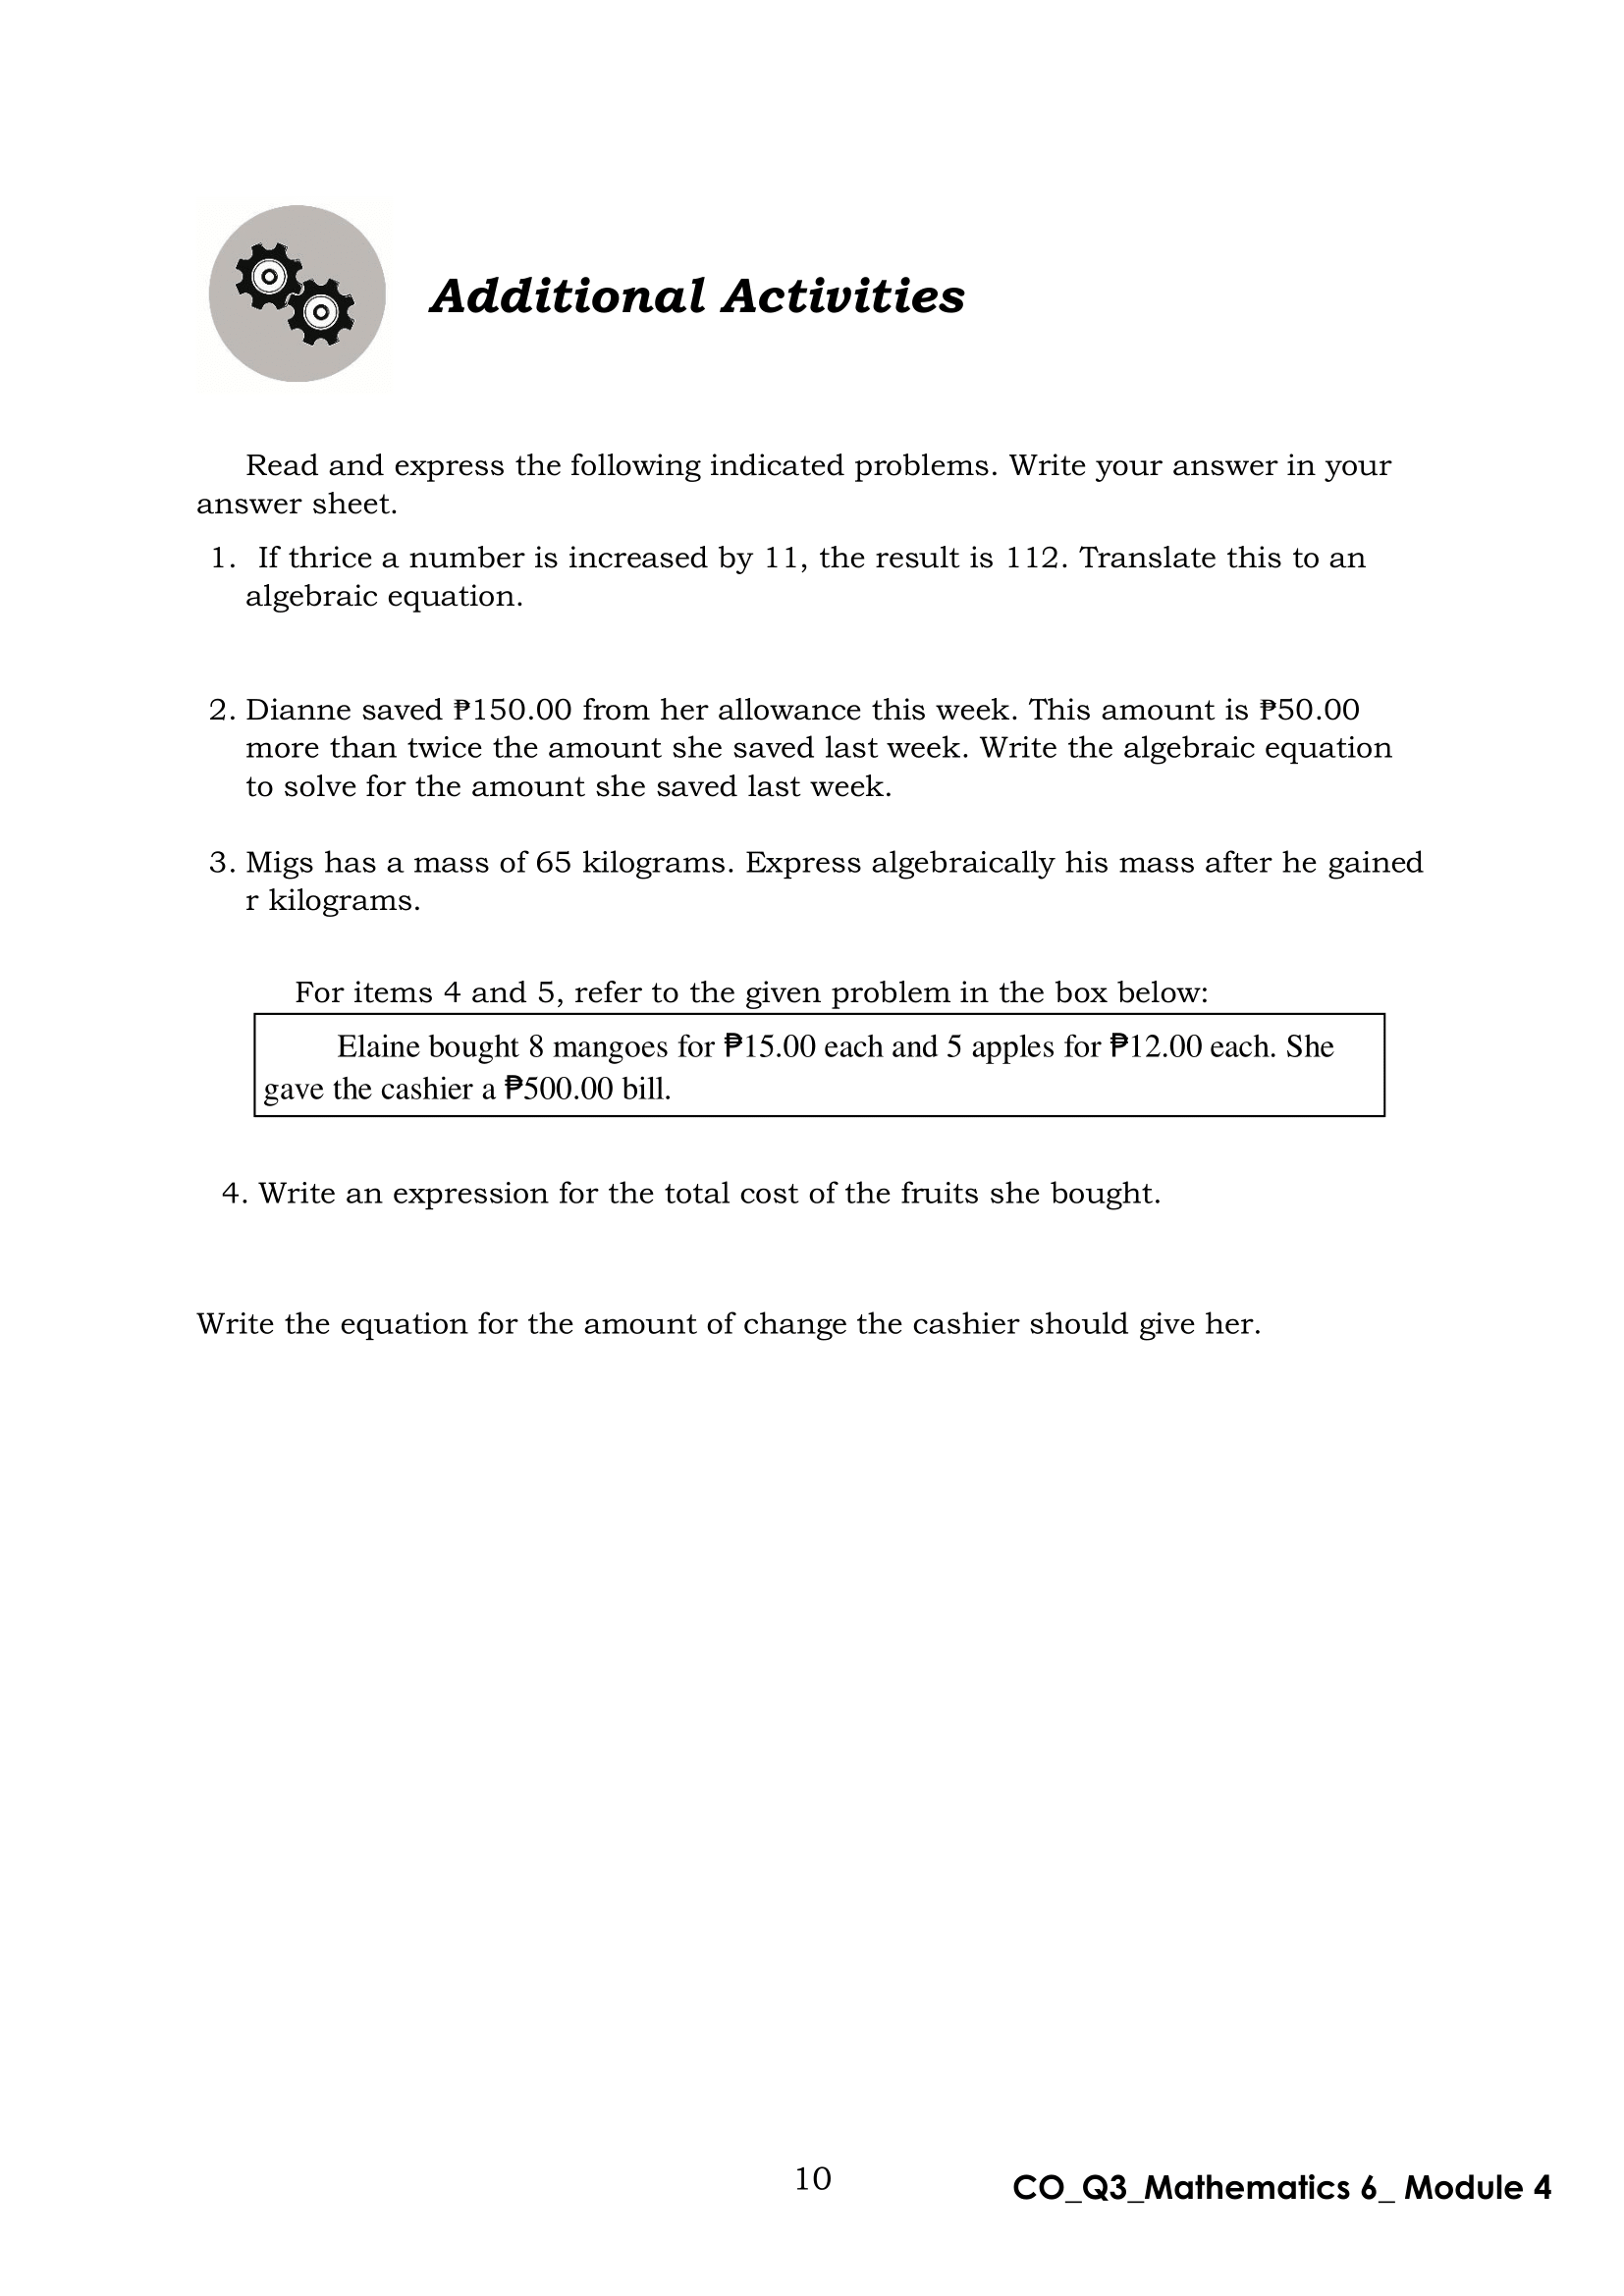 Additional Activities
Read and express the following indicated problems. Write your answer in your
answer sheet.
1. If thrice a number is increased by 11, the result is 112. Translate this to an
algebraic equation.
2. Dianne saved ₱150.00 from her allowance this week. This amount is ₱50.00
more than twice the amount she saved last week. Write the algebraic equation
to solve for the amount she saved last week.
3. Migs has a mass of 65 kilograms. Express algebraically his mass after he gained
r kilograms.
For items 4 and 5, refer to the given problem in the box below:
Elaine bought 8 mangoes for ₱15.00 each and 5 apples for ₱12.00 each. She
gave the cashier a ₱500.00 bill.
4. Write an expression for the total cost of the fruits she bought.
Write the equation for the amount of change the cashier should give her.
10
CO_Q3_Mathematics 6_ Module 4